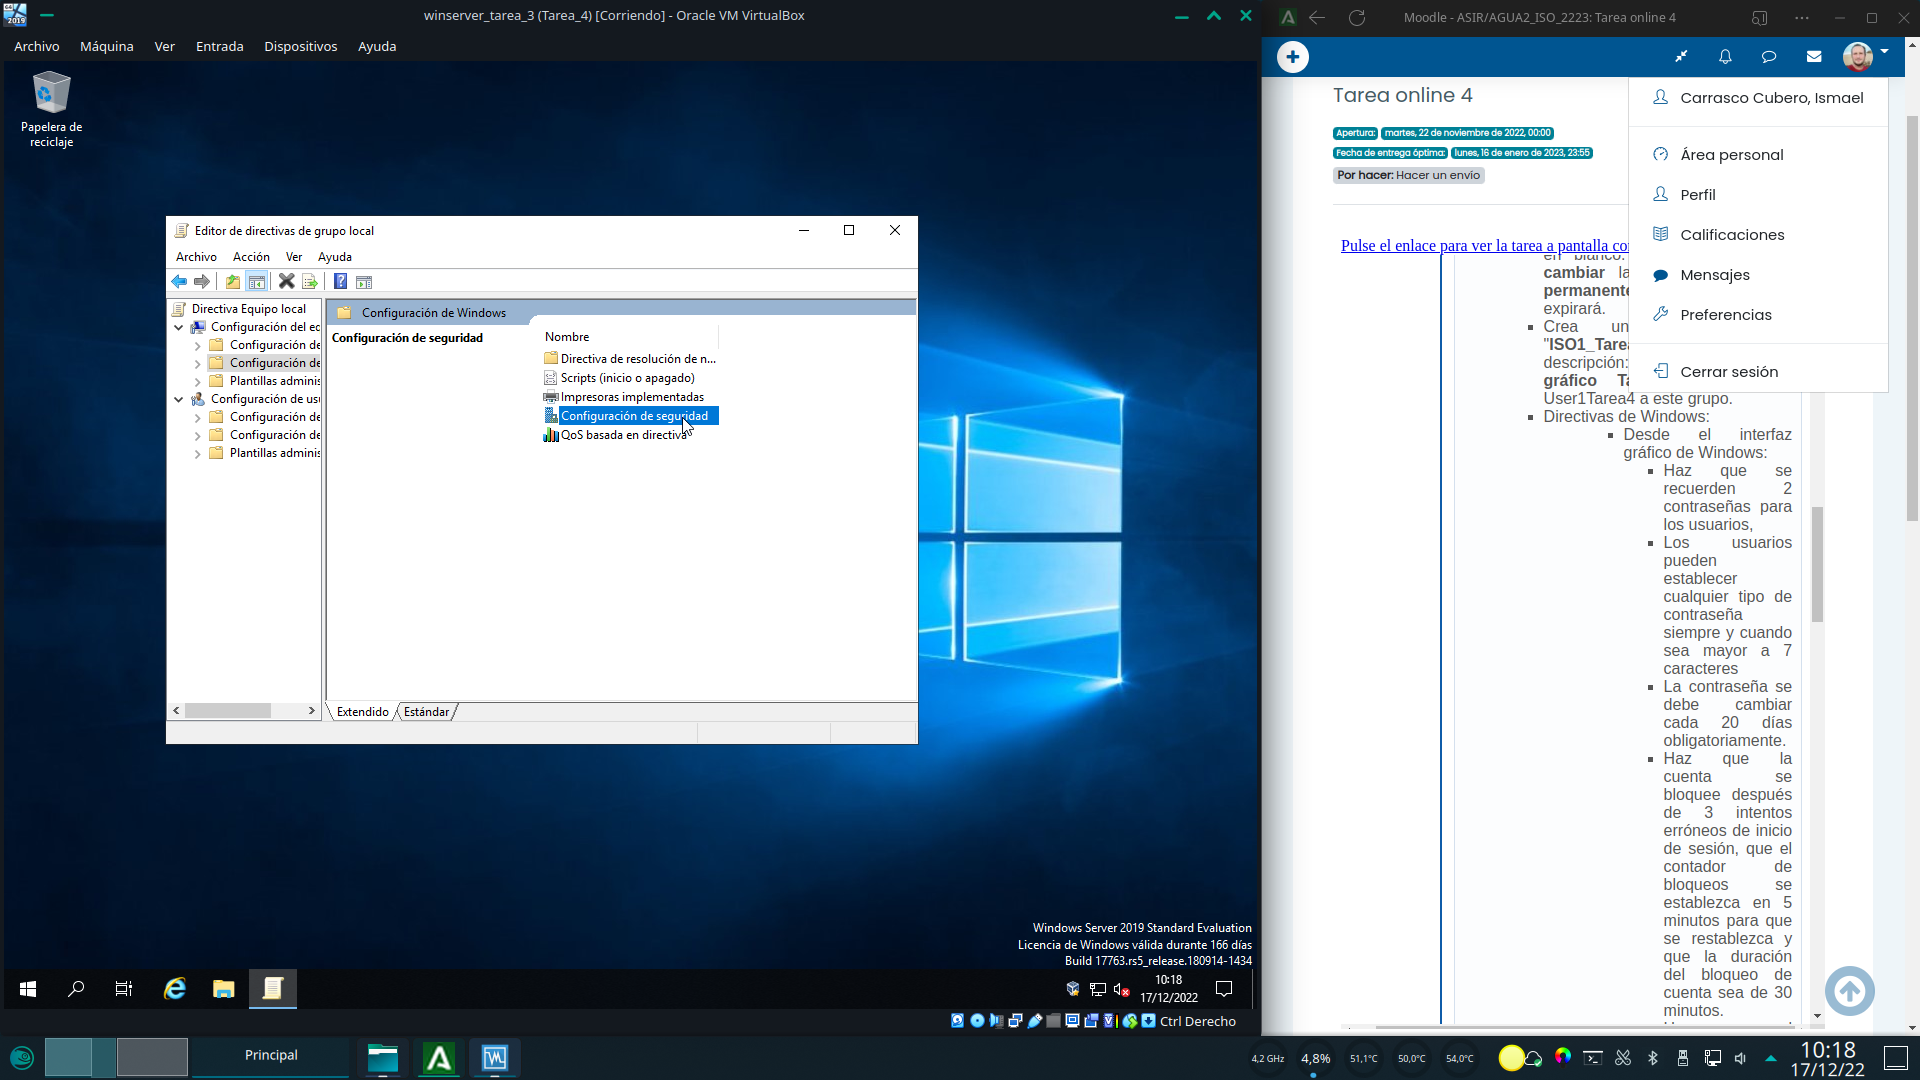 winserver_tarea_3 (Tarea_4) [Corriendo] - Oracle VM VirtualBox
Archivo Máquina Ver Entrada Dispositivos Ayuda
Papelera de
reciclaje
Editor de directivas de grupo local
Archivo Acción Ver Ayuda
Directiva Equipo local
Configuración del ec
Configuración de
Configuración de
Plantillas adminis
Configuración de usu
Configuración de
Configuración de
Plantillas adminis
Configuración de Windows
Configuración de seguridad
Nombre
Directiva de resolución de n...
Scripts (inicio o apagado)
Impresoras implementadas
Configuración de seguridad
QoS basada en directiva
Extendido
Estándar
Windows Server 2019 Standard Evaluation
Licencia de Windows válida durante 166 días
Build 17763.rs5_release.180914-1434
10:18
17/12/2022
Ctrl Derecho
Moodle - ASIR/AGUA2_ISO_2223: Tarea online 4
Tarea online 4
Apertura: martes, 22 de noviembre de 2022, 00:00
Fecha de entrega óptima: lunes, 16 de enero de 2023, 23:55
Por hacer: Hacer un envío
Carrasco Cubero, Ismael
Área personal
Perfil
Calificaciones
Mensajes
Preferencias
Cerrar sesión
Pulse el enlace para ver la tarea a pantalla co
en blanco.
cambiar la
permanente
expirará.
Crea un
"ISO1_Tarea
descripción:
gráfico Ta
User1Tarea4 a este grupo.
Directivas de Windows:
Desde el interfaz
gráfico de Windows:
Haz que se
recuerden 2
contraseñas para
los usuarios,
Los usuarios
pueden
establecer
cualquier tipo de
contraseña
siempre y cuando
sea mayor a 7
caracteres
La contraseña se
debe cambiar
cada 20 días
obligatoriamente.
Haz que la
cuenta se
bloquee después
de 3 intentos
erróneos de inicio
de sesión, que el
contador de
bloqueos se
establezca en 5
minutos para que
se restablezca y
que la duración
del bloqueo de
cuenta sea de 30
minutos.
Principal
4,2 GHz
4,8%
51,1°C
50,0°C
54,0°C
10:18
17/12/22